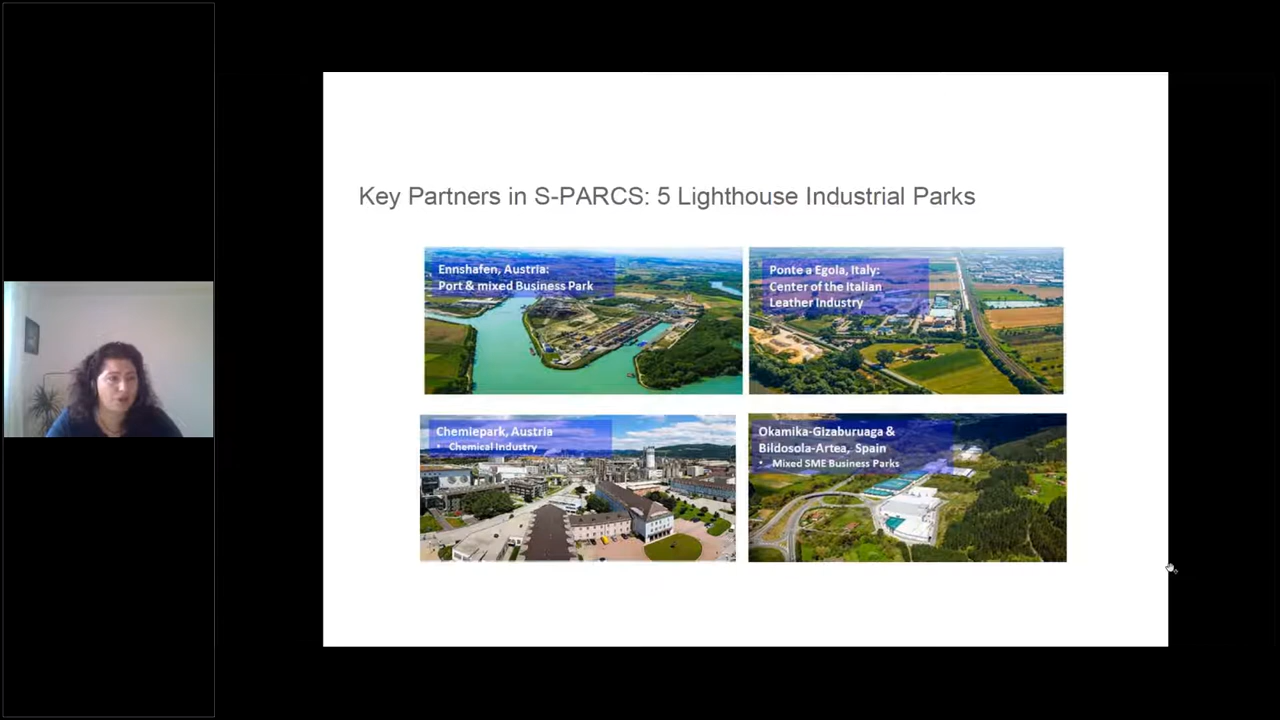 Key Partners in S-PARCS: 5 Lighthouse Industrial Parks
Ennshafen, Austria:
Port & mixed Business Park
Ponte a Egola, Italy:
Center of the Italian
Leather Industry
Chemiepark, Austria
• Chemical Industry
Okamika-Gizaburuaga &
Bildosola-Artea, Spain
• Mixed SME Business Parks